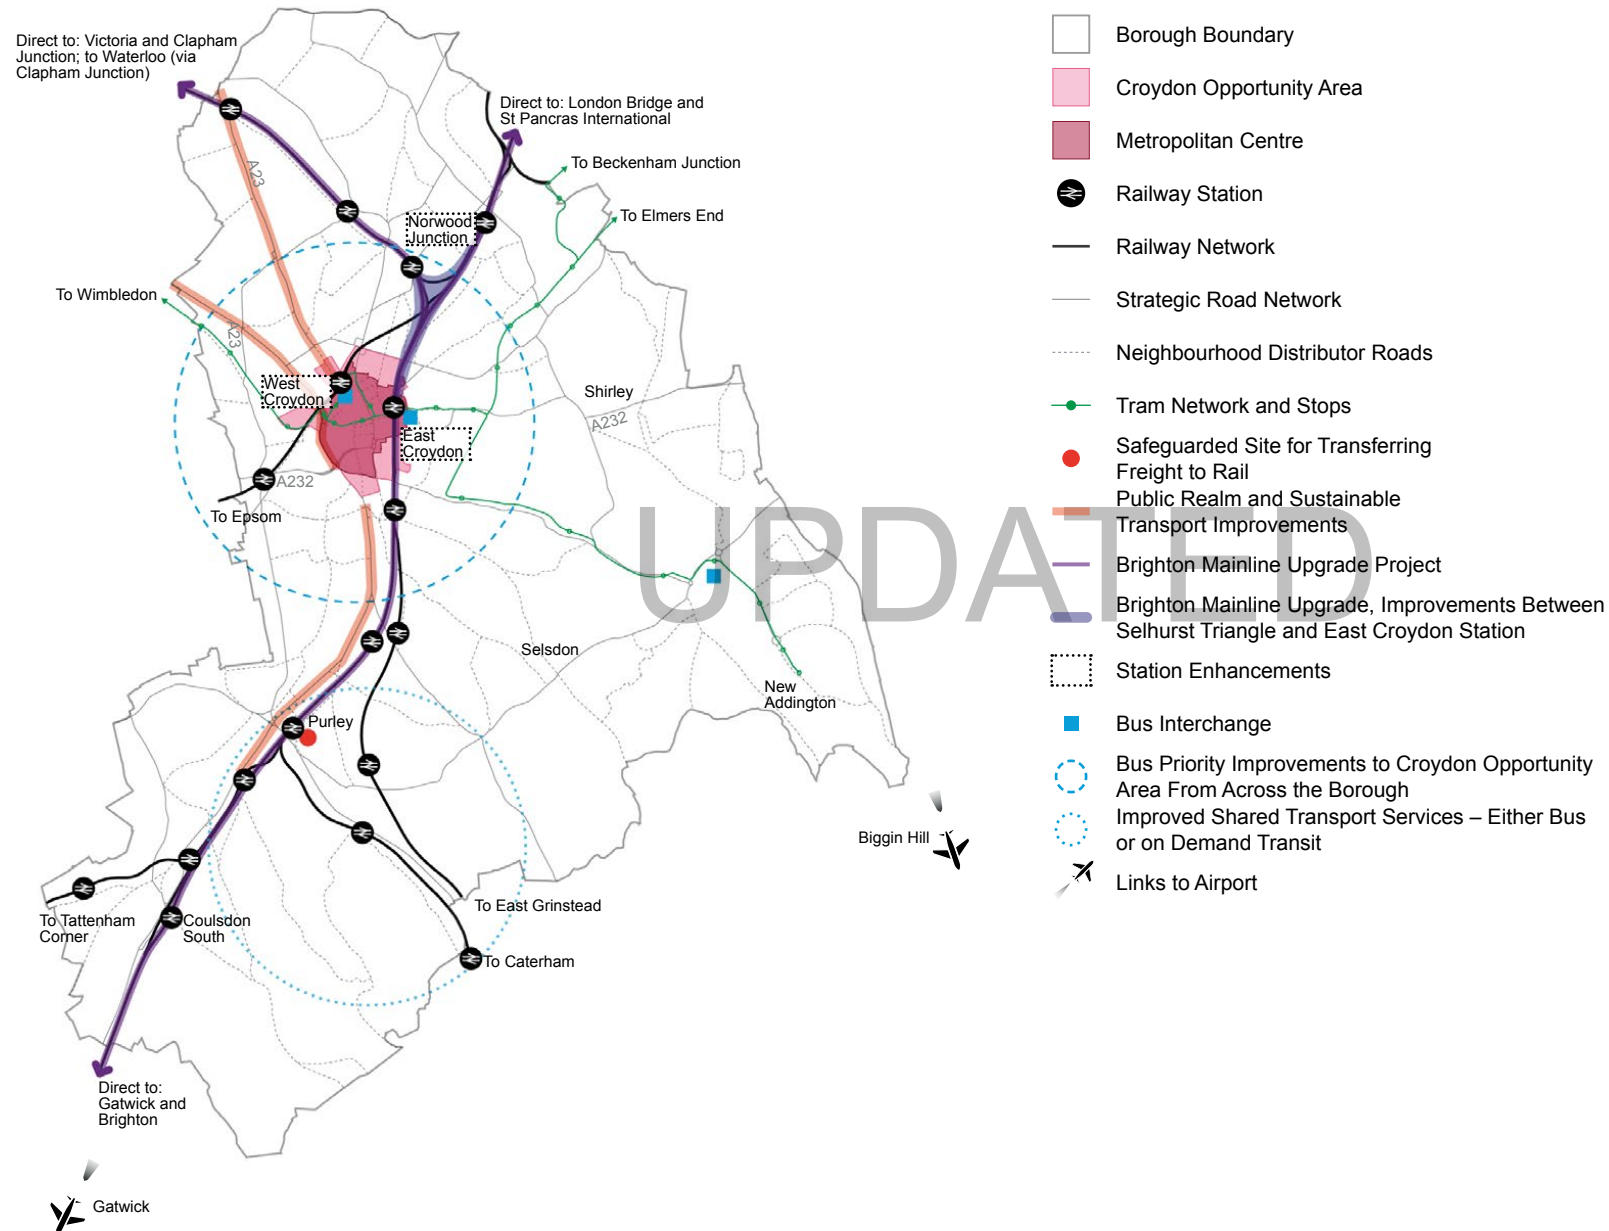 Direct to: Victoria and Clapham
Junction; to Waterloo (via
Clapham Junction)
Direct to: London Bridge and
St Pancras International
To Beckenham Junction
To Elmers End
A23
Norwood
Junction
To Wimbledon
A23
West
Croydon
Shirley
A232
East
Croydon
A232
To Epsom
UPDATED
Selsdon
New
Addington
Purley
Biggin Hill
To East Grinstead
To Tattenham
Corner
Coulsdon
South
To Caterham
Direct to:
Gatwick and
Brighton
Gatwick
Borough Boundary
Croydon Opportunity Area
Metropolitan Centre
Railway Station
Railway Network
Strategic Road Network
Neighbourhood Distributor Roads
Tram Network and Stops
Safeguarded Site for Transferring
Freight to Rail
Public Realm and Sustainable
Transport Improvements
Brighton Mainline Upgrade Project
Brighton Mainline Upgrade, Improvements Between
Selhurst Triangle and East Croydon Station
Station Enhancements
Bus Interchange
Bus Priority Improvements to Croydon Opportunity
Area From Across the Borough
Improved Shared Transport Services – Either Bus
or on Demand Transit
Links to Airport